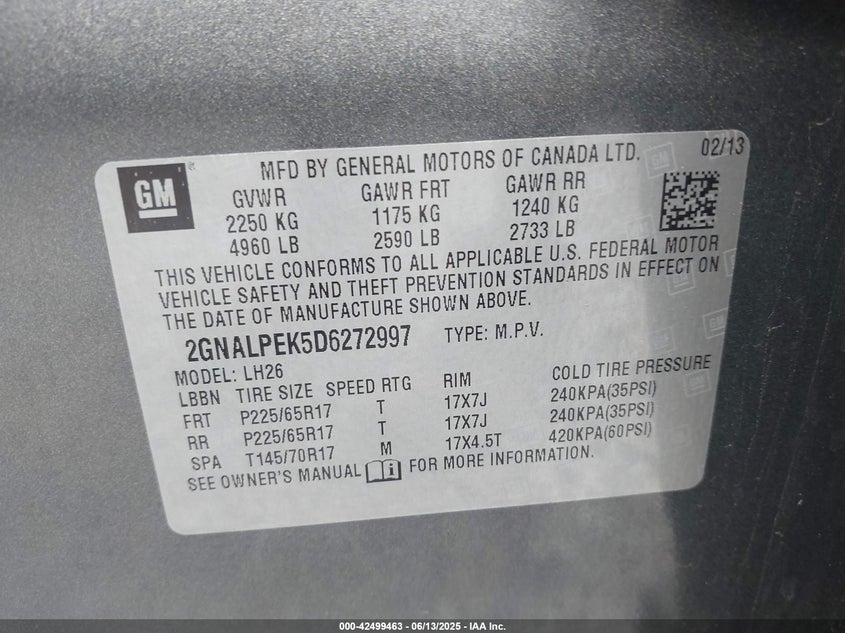 GM
MFD BY GENERAL MOTORS OF CANADA LTD. 02/13
GVWR GAWR FRT GAWR RR
2250 KG 1175 KG 1240 KG
4960 LB 2590 LB 2733 LB
THIS VEHICLE CONFORMS TO ALL APPLICABLE U.S. FEDERAL MOTOR
VEHICLE SAFETY AND THEFT PREVENTION STANDARDS IN EFFECT ON
THE DATE OF MANUFACTURE SHOWN ABOVE.
2GNALPEK5D6272997 TYPE: M.P.V.
MODEL: LH26
LBBN TIRE SIZE SPEED RTG RIM COLD TIRE PRESSURE
FRT P225/65R17 T 17X7J 240KPA(35PSI)
RR P225/65R17 T 17X7J 240KPA(35PSI)
SPA T145/70R17 M 17X4.5T 420KPA(60PSI)
SEE OWNER'S MANUAL i FOR MORE INFORMATION.
000-42499463 - 06/13/2025 - IAA Inc.